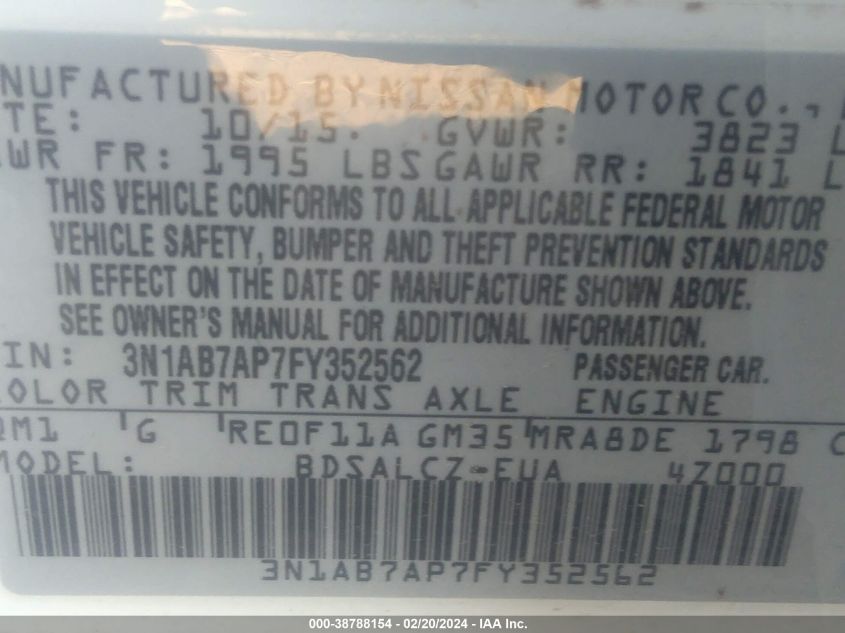 NUFACTURED BY NISSAN MOTOR CO.,
TE: 10/15. GVWR: 3823 L
WR FR: 1995 LBS GAWR RR: 1841 L
THIS VEHICLE CONFORMS TO ALL APPLICABLE FEDERAL MOTOR
VEHICLE SAFETY, BUMPER AND THEFT PREVENTION STANDARDS
IN EFFECT ON THE DATE OF MANUFACTURE SHOWN ABOVE.
SEE OWNER'S MANUAL FOR ADDITIONAL INFORMATION.
IN: 3N1AB7AP7FY352562 PASSENGER CAR.
OLOR TRIM TRANS AXLE ENGINE
QM1 G RE0F11A GM35 MRA8DE 1798 C
MODEL: BDSALCZ-EUA 4Z000
3N1AB7AP7FY352562
000-38788154 - 02/20/2024 - IAA Inc.